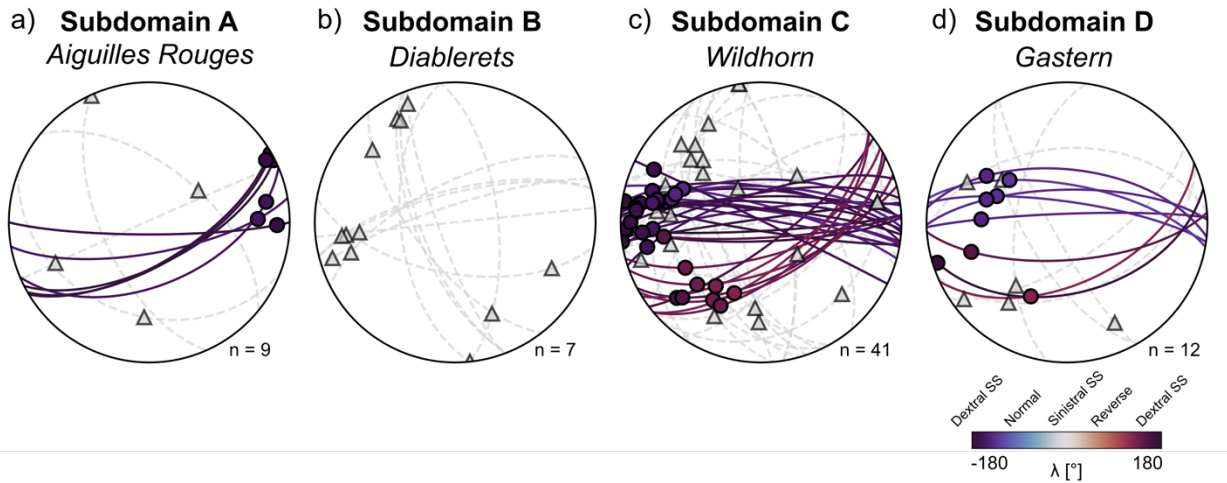 a) Subdomain A
Aiguilles Rouges
b) Subdomain B
Diablerets
c) Subdomain C
Wildhorn
d) Subdomain D
Gastern
n = 9
n = 7
n = 41
n = 12
Dextral SS
Normal
Sinistral SS
Reverse
Dextral SS
-180
λ [°]
180